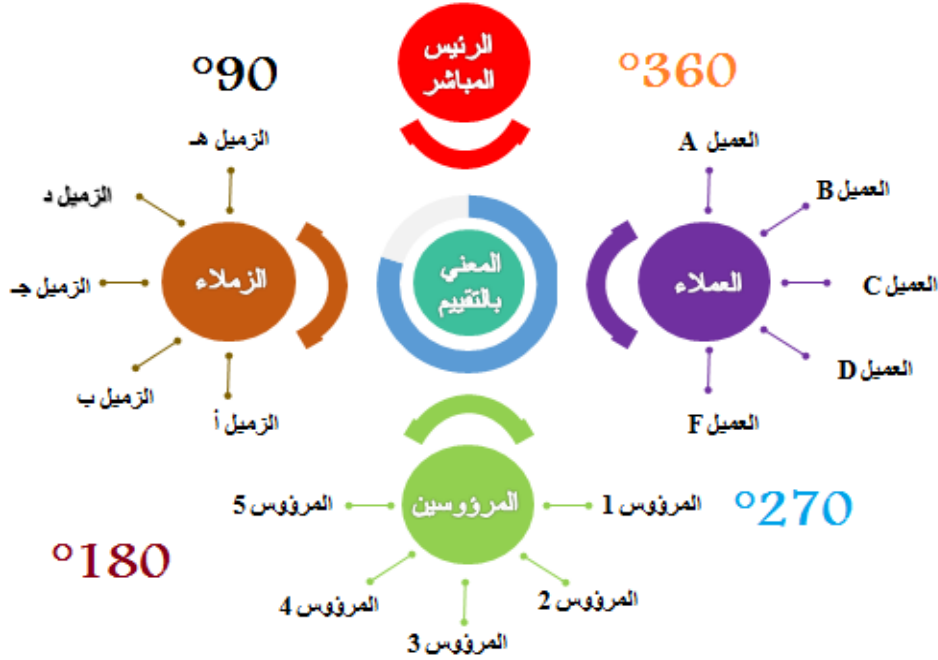 الرئيس
المباشر
°360
°90
العميل A
العميل B
العميل C
العميل D
العميل F
العملاء
المعني
بالتقييم
الزملاء
الزميل هـ
الزميل د
الزميل جـ
الزميل ب
الزميل أ
المرؤوسين
المرؤوس 1
المرؤوس 2
المرؤوس 3
المرؤوس 4
المرؤوس 5
°270
°180